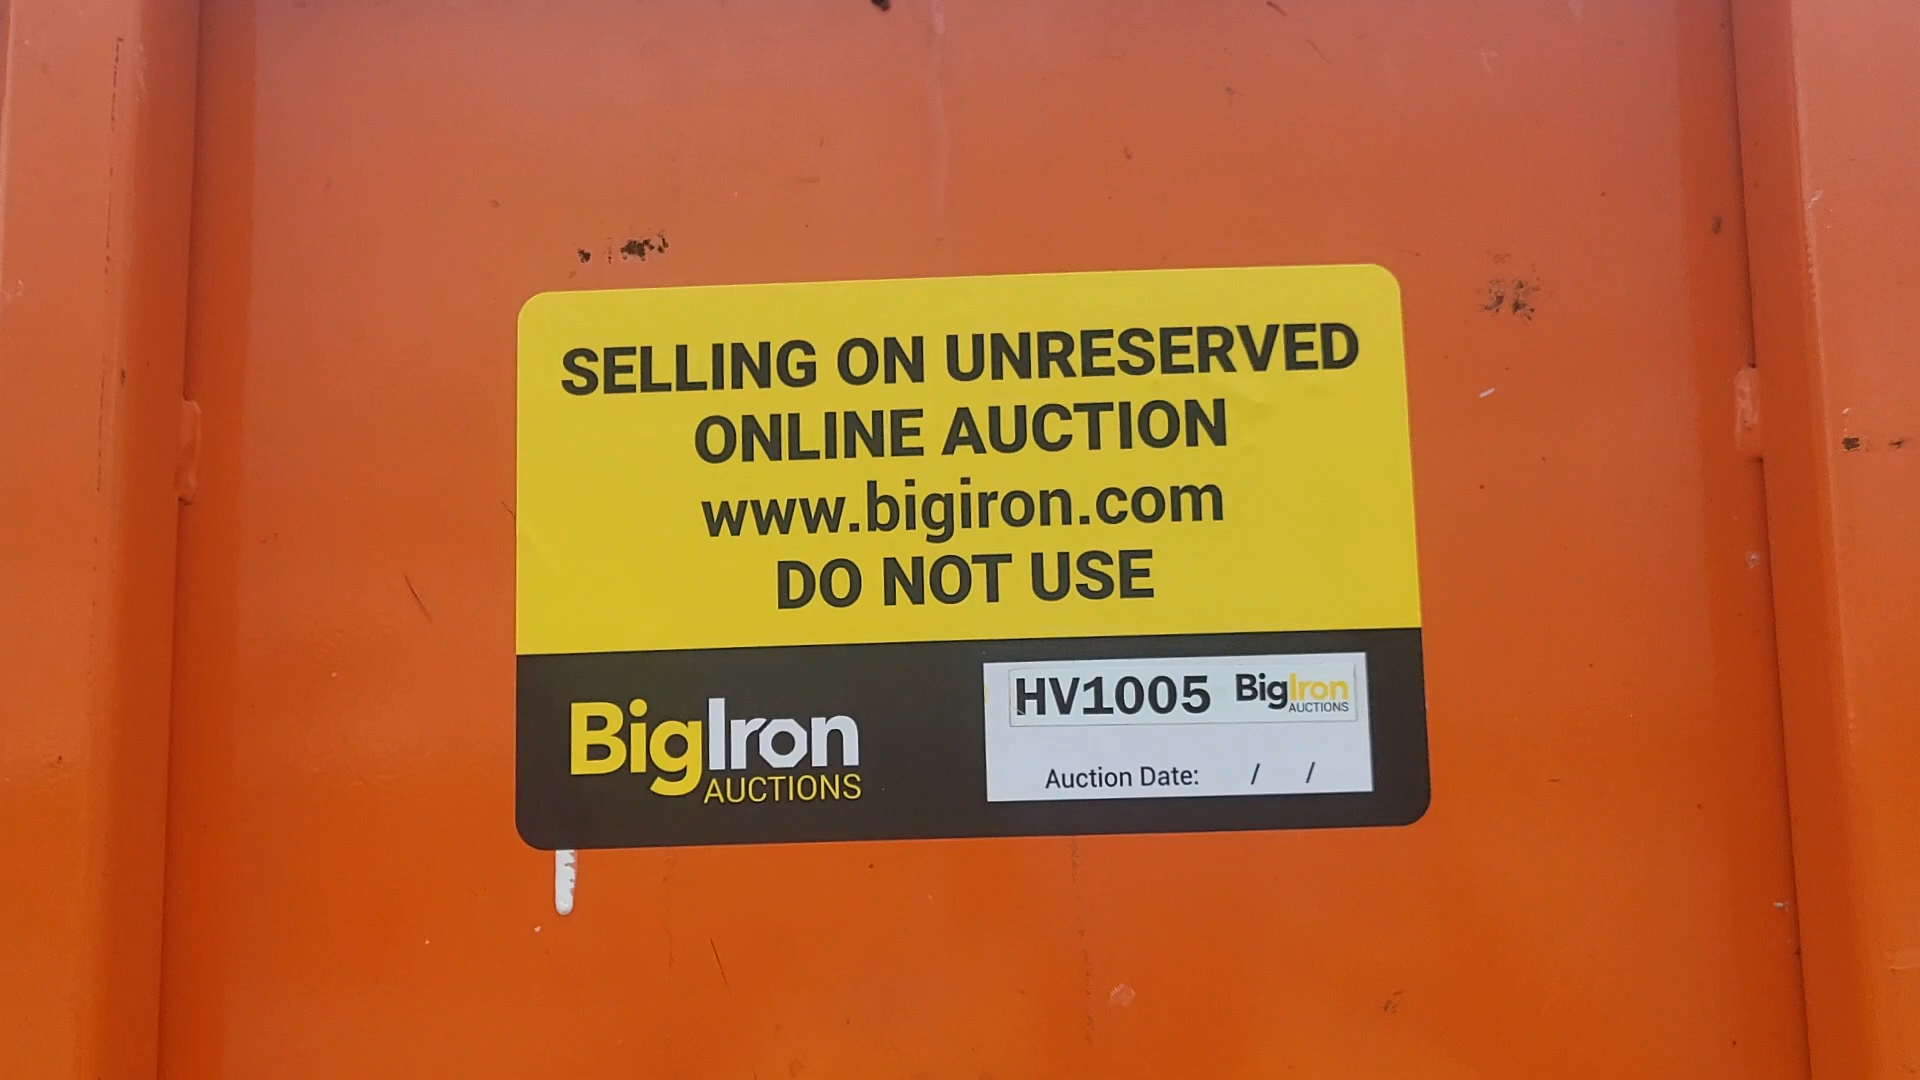 SELLING ON UNRESERVED
ONLINE AUCTION
www.bigiron.com
DO NOT USE
BigIron
AUCTIONS
HV1005 BigIron
AUCTIONS
Auction Date: / /